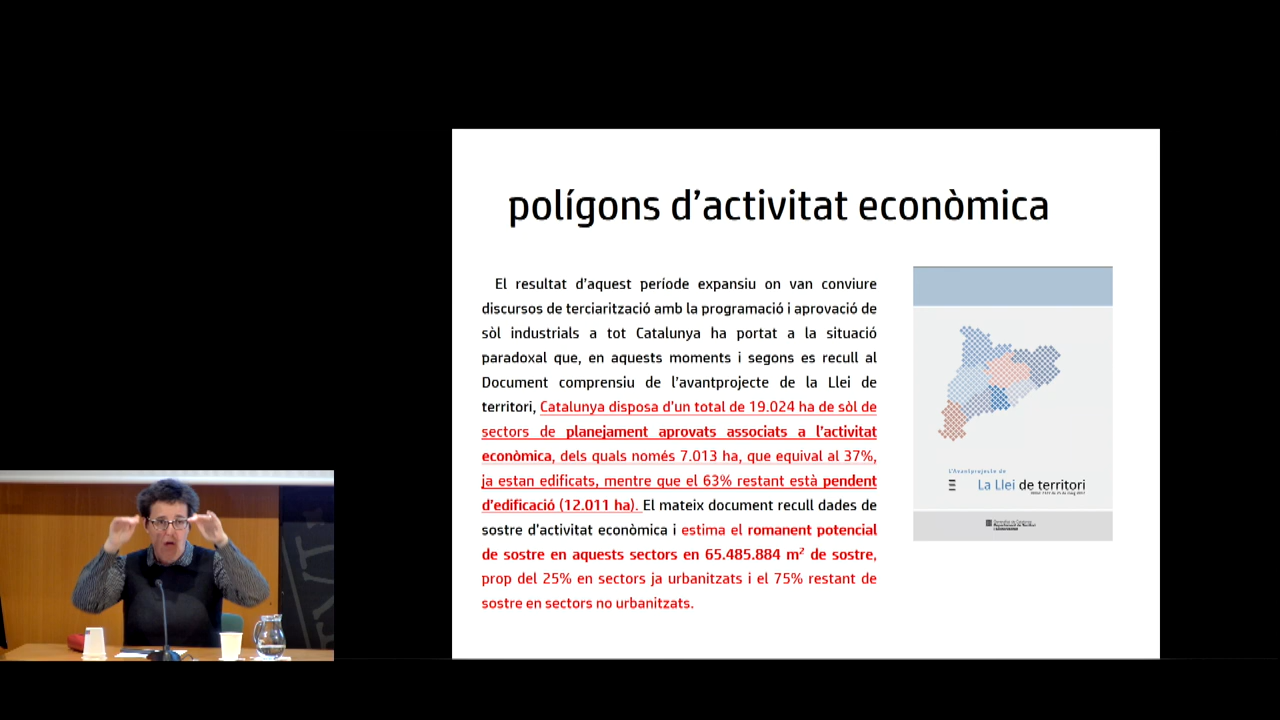 polígons d'activitat econòmica
El resultat d'aquest període expansiu on van conviure
discursos de terciarització amb la programació i aprovació de
sòl industrials a tot Catalunya ha portat a la situació
paradoxal que, en aquests moments i segons es recull al
Document comprensiu de l'avantprojecte de la Llei de
territori, Catalunya disposa d'un total de 19.024 ha de sòl de
sectors de planejament aprovats associats a l'activitat
econòmica, dels quals només 7.013 ha, que equival al 37%,
ja estan edificats, mentre que el 63% restant està pendent
d'edificació (12.011 ha). El mateix document recull dades de
sostre d'activitat econòmica i estima el romanent potencial
de sostre en aquests sectors en 65.485.884 m² de sostre,
prop del 25% en sectors ja urbanitzats i el 75% restant de
sostre en sectors no urbanitzats.
L'Avantprojecte de
La Llei de territori